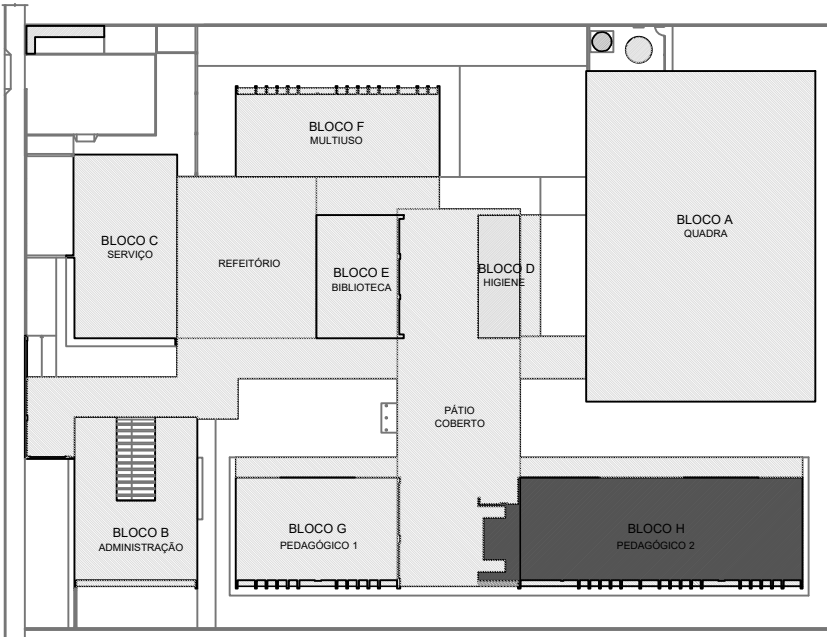 BLOCO F
MULTIUSO
BLOCO A
QUADRA
BLOCO C
SERVIÇO
REFEITÓRIO
BLOCO E
BIBLIOTECA
BLOCO D
HIGIENE
PÁTIO
COBERTO
BLOCO B
ADMINISTRAÇÃO
BLOCO G
PEDAGÓGICO 1
BLOCO H
PEDAGÓGICO 2